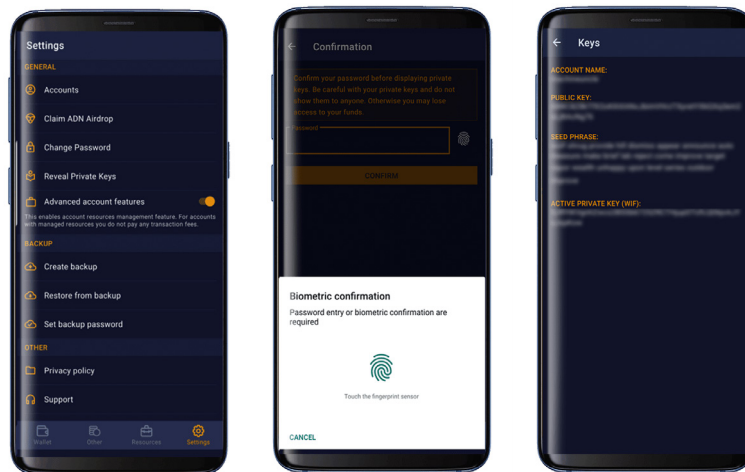 Settings
GENERAL
Accounts
Claim ADN Airdrop
Change Password
Reveal Private Keys
Advanced account features
This enables account resources management feature. For accounts
with managed resources you do not pay any transaction fees.
BACKUP
Create backup
Restore from backup
Set backup password
OTHER
Privacy policy
Support
Wallet
Other
Resources
Settings
Confirmation
Confirm your password before displaying private
keys. Be careful with your private keys and do not
show them to anyone. Otherwise you may lose
access to your funds.
Password
CONFIRM
Biometric confirmation
Password entry or biometric confirmation are
required
Touch the fingerprint sensor
CANCEL
Keys
ACCOUNT NAME:
PUBLIC KEY:
SEED PHRASE:
ACTIVE PRIVATE KEY (WIF):